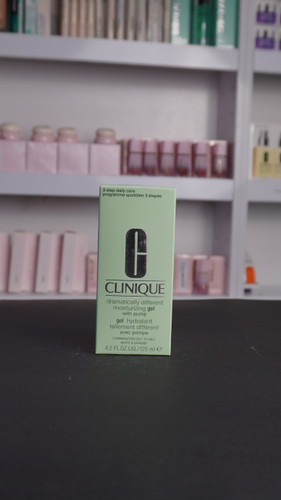 3-step daily care
programme quotidien 3 étapes
CLINIQUE
dramatically different
moisturizing gel
with pump
gel hydratant
tellement différent
avec pompe
4.2 FL.OZ.LIQ./125 ml ℮